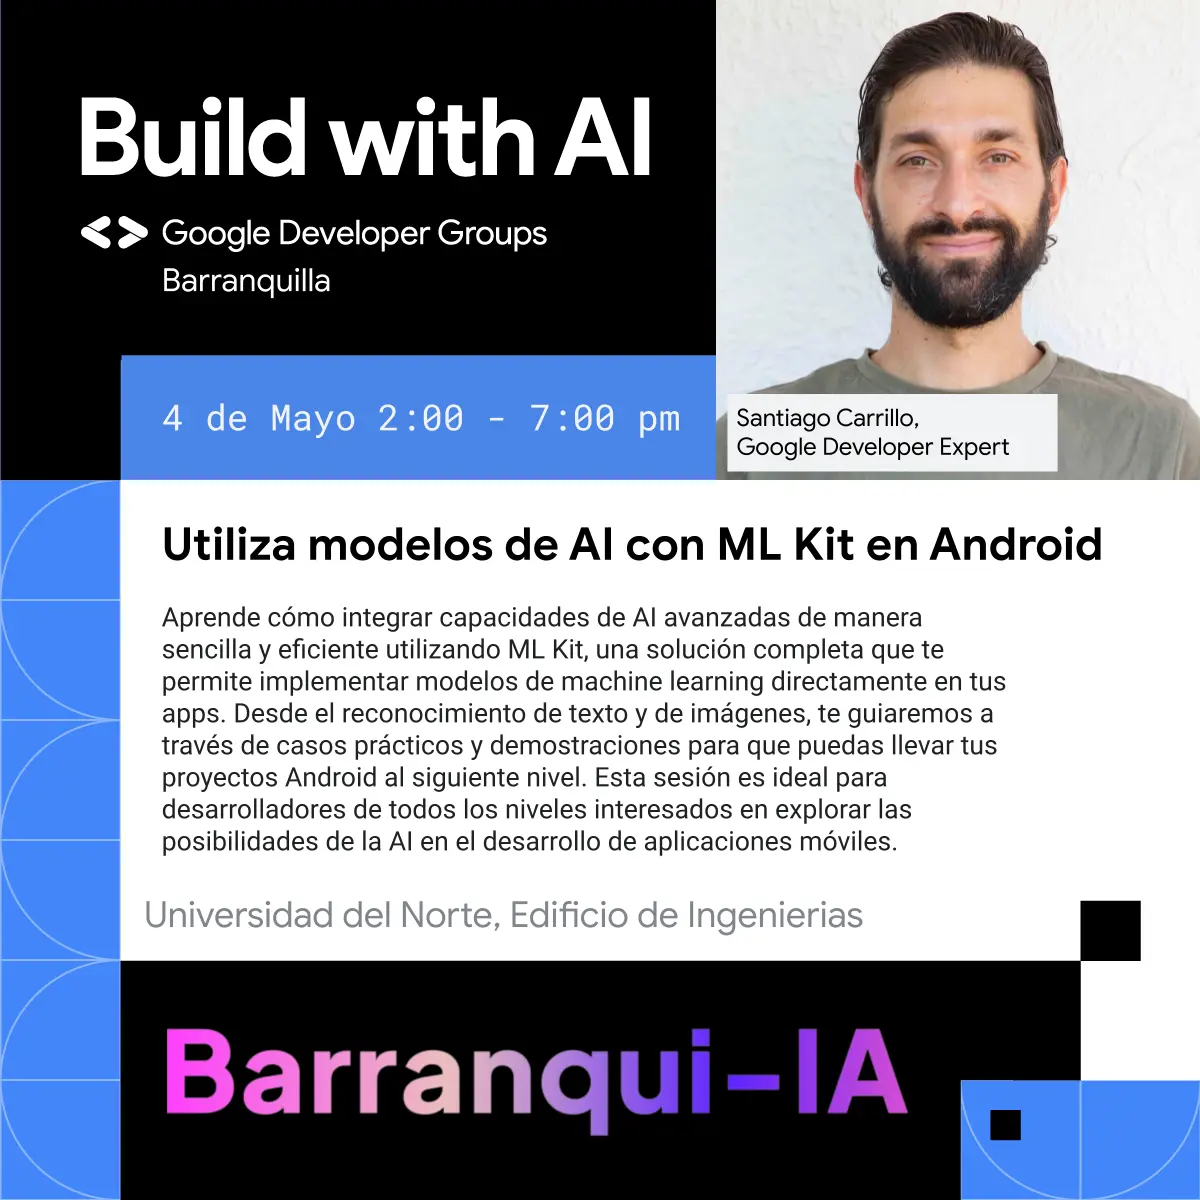 Build with AI
Google Developer Groups
Barranquilla
4 de Mayo 2:00 - 7:00 pm
Santiago Carrillo,
Google Developer Expert
Utiliza modelos de AI con ML Kit en Android
Aprende cómo integrar capacidades de AI avanzadas de manera
sencilla y eficiente utilizando ML Kit, una solución completa que te
permite implementar modelos de machine learning directamente en tus
apps. Desde el reconocimiento de texto y de imágenes, te guiaremos a
través de casos prácticos y demostraciones para que puedas llevar tus
proyectos Android al siguiente nivel. Esta sesión es ideal para
desarrolladores de todos los niveles interesados en explorar las
posibilidades de la AI en el desarrollo de aplicaciones móviles.
Universidad del Norte, Edificio de Ingenierias
Barranqui-IA